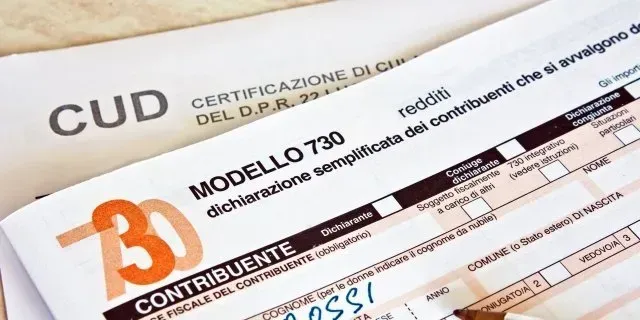 CUD
CERTIFICAZIONE DI
DEL D.P.R. 22
MODELLO 730
redditi
dichiarazione semplificata dei contribuenti che si avvalgono
Gli
730
Dichiarante
Coniuge
dichiarante
Dichiarazione
congiunta
Soggetto fiscalmente
a carico di altri
730 integrativo
(vedere istruzioni)
Situazioni
particolari
CONTRIBUENTE
FISCALE DEL CONTRIBUENTE (obbligatorio)
NOME
COGNOME (per le donne indicare il cognome da nubile)
OSSI
ANNO
COMUNE (o Stato estero) DI NASCITA
CONIUGATO/A 2
VEDOVO/A 3